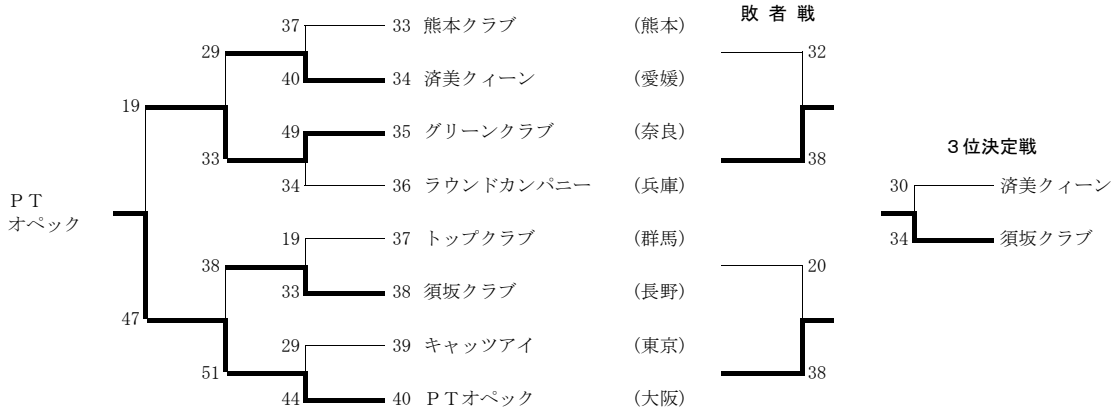 敗 者 戦
37 33 熊本クラブ (熊本)
29 32
40 34 済美クィーン (愛媛)
19
49 35 グリーンクラブ (奈良)
33 38
3位決定戦
34 36 ラウンドカンパニー (兵庫)
30 済美クィーン
PT
オペック
19 37 トップクラブ (群馬)
34 須坂クラブ
38 20
33 38 須坂クラブ (長野)
47
29 39 キャッツアイ (東京)
51 38
44 40 PTオペック (大阪)